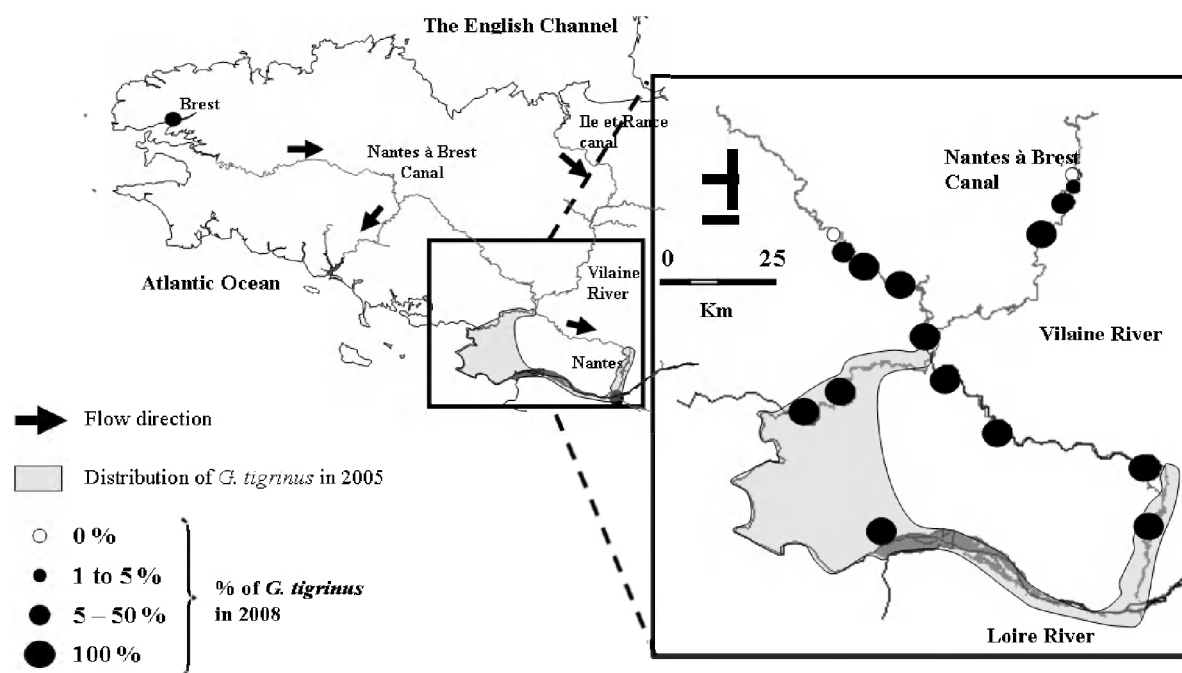 The English Channel
Brest
Ile et Rance
canal
Nantes à Brest
Canal
Atlantic Ocean
Vilaine
River
Nantes
Flow direction
Distribution of G. tigrinus in 2005
0 %
1 to 5 %
5 – 50 %
100 %
% of G. tigrinus
in 2008
Nantes à Brest
Canal
0
25
Km
Vilaine River
Loire River